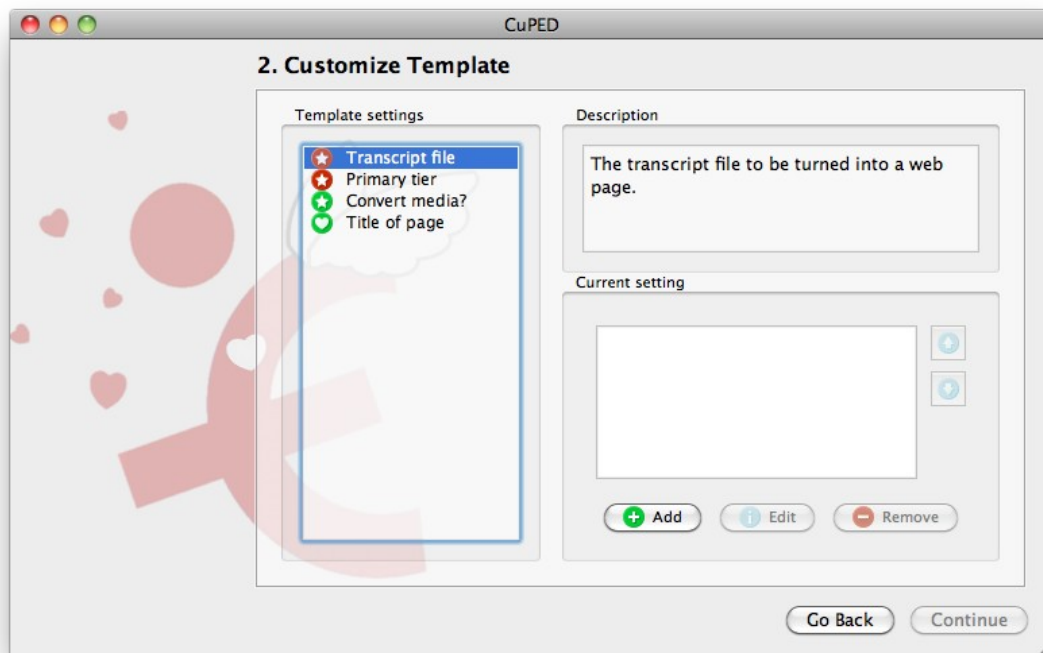 CuPED
2. Customize Template
Template settings
Transcript file
Primary tier
Convert media?
Title of page
Description
The transcript file to be turned into a web
page.
Current setting
Add
Edit
Remove
Go Back
Continue